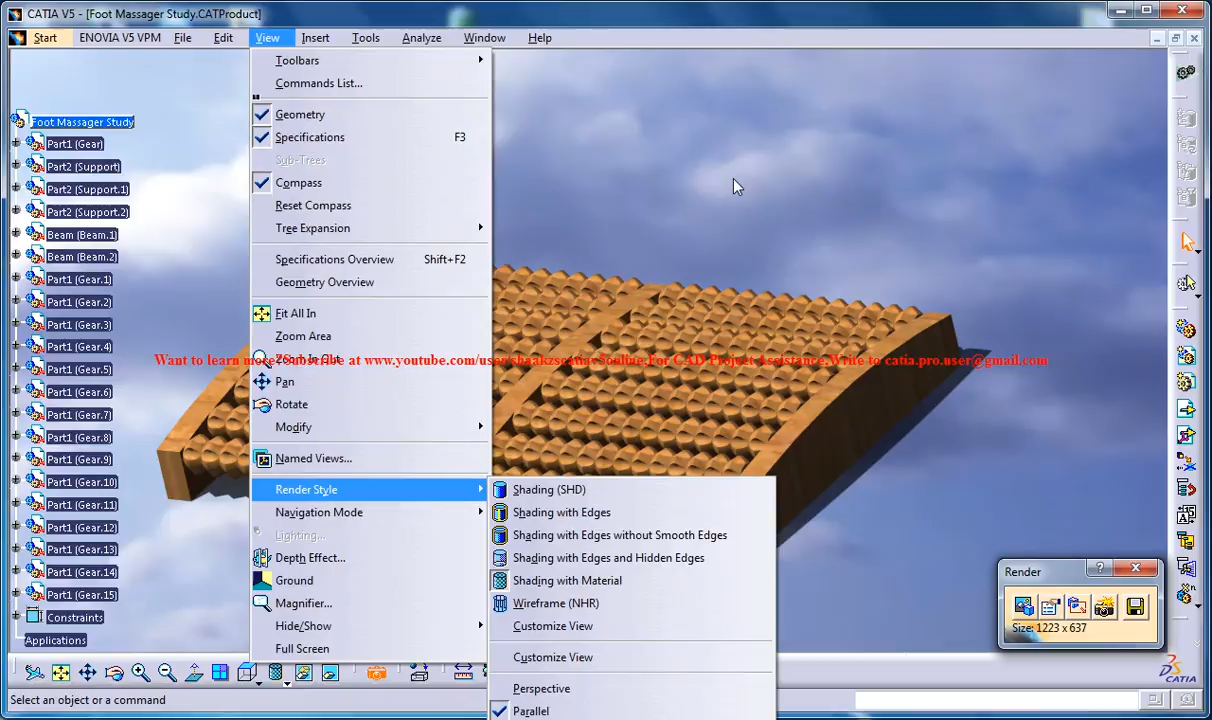 CATIA V5 - [Foot Massager Study.CATProduct]
Start ENOVIA V5 VPM File Edit View Insert Tools Analyze Window Help
Toolbars
Commands List...
Geometry
Specifications F3
Sub-Trees
Compass
Reset Compass
Tree Expansion
Specifications Overview Shift+F2
Geometry Overview
Fit All In
Zoom Area
Zoom In Out
Pan
Rotate
Modify
Named Views...
Render Style
Navigation Mode
Lighting...
Depth Effect...
Ground
Magnifier...
Hide/Show
Full Screen
Shading (SHD)
Shading with Edges
Shading with Edges without Smooth Edges
Shading with Edges and Hidden Edges
Shading with Material
Wireframe (NHR)
Customize View
Customize View
Perspective
Parallel
Foot Massager Study
Part1 (Gear)
Part2 (Support)
Part2 (Support.1)
Part2 (Support.2)
Beam (Beam.1)
Beam (Beam.2)
Part1 (Gear.1)
Part1 (Gear.2)
Part1 (Gear.3)
Part1 (Gear.4)
Part1 (Gear.5)
Part1 (Gear.6)
Part1 (Gear.7)
Part1 (Gear.8)
Part1 (Gear.9)
Part1 (Gear.10)
Part1 (Gear.11)
Part1 (Gear.12)
Part1 (Gear.13)
Part1 (Gear.14)
Part1 (Gear.15)
Constraints
Applications
Want to learn more?Subscribe at www.youtube.com/user/shaakzscatiav5online;For CAD Project Assistance,Write to catia.pro.user@gmail.com
Render
Size: 1223 x 637
CATIA
Select an object or a command